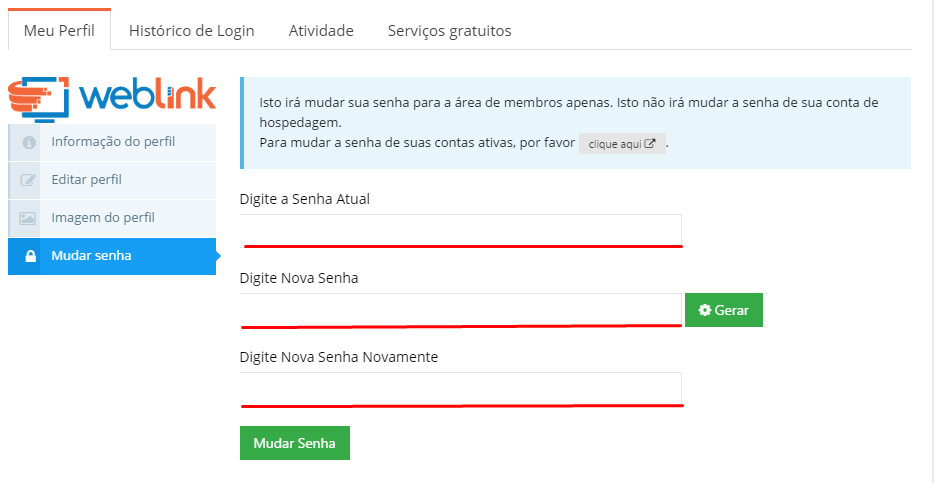 Meu Perfil Histórico de Login Atividade Serviços gratuitos
weblink
Informação do perfil
Editar perfil
Imagem do perfil
Mudar senha
Isto irá mudar sua senha para a área de membros apenas. Isto não irá mudar a senha de sua conta de
hospedagem.
Para mudar a senha de suas contas ativas, por favor clique aqui .
Digite a Senha Atual
Digite Nova Senha
Gerar
Digite Nova Senha Novamente
Mudar Senha